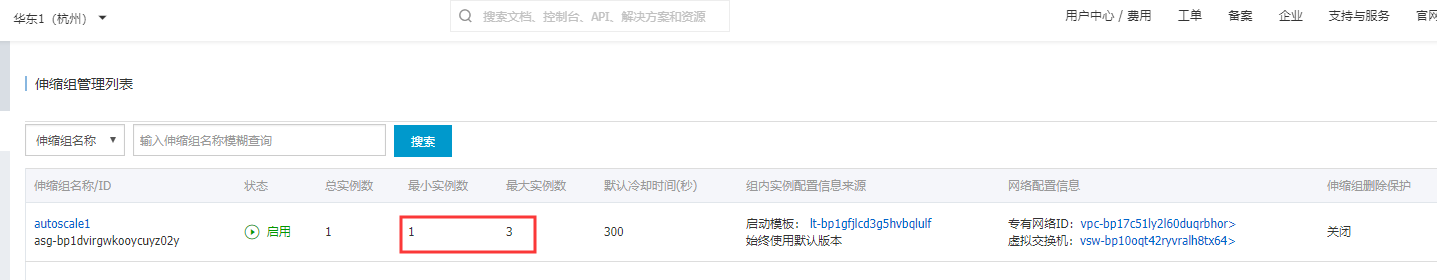 华东1（杭州）
搜索文档、控制台、API、解决方案和资源
用户中心 / 费用 工单 备案 企业 支持与服务 官网
伸缩组管理列表
伸缩组名称 输入伸缩组名称模糊查询 搜索
伸缩组名称/ID 状态 总实例数 最小实例数 最大实例数 默认冷却时间(秒) 组内实例配置信息来源 网络配置信息 伸缩组删除保护
autoscale1
asg-bp1dvirgwkooycuyz02y
启用 1 1 3 300
启动模板： lt-bp1gfjlcd3g5hvbqlulf
始终使用默认版本
专有网络ID：vpc-bp17c51y2l60duqrbhor>
虚拟交换机：vsw-bp10oqt42ryvralh8tx64>
关闭